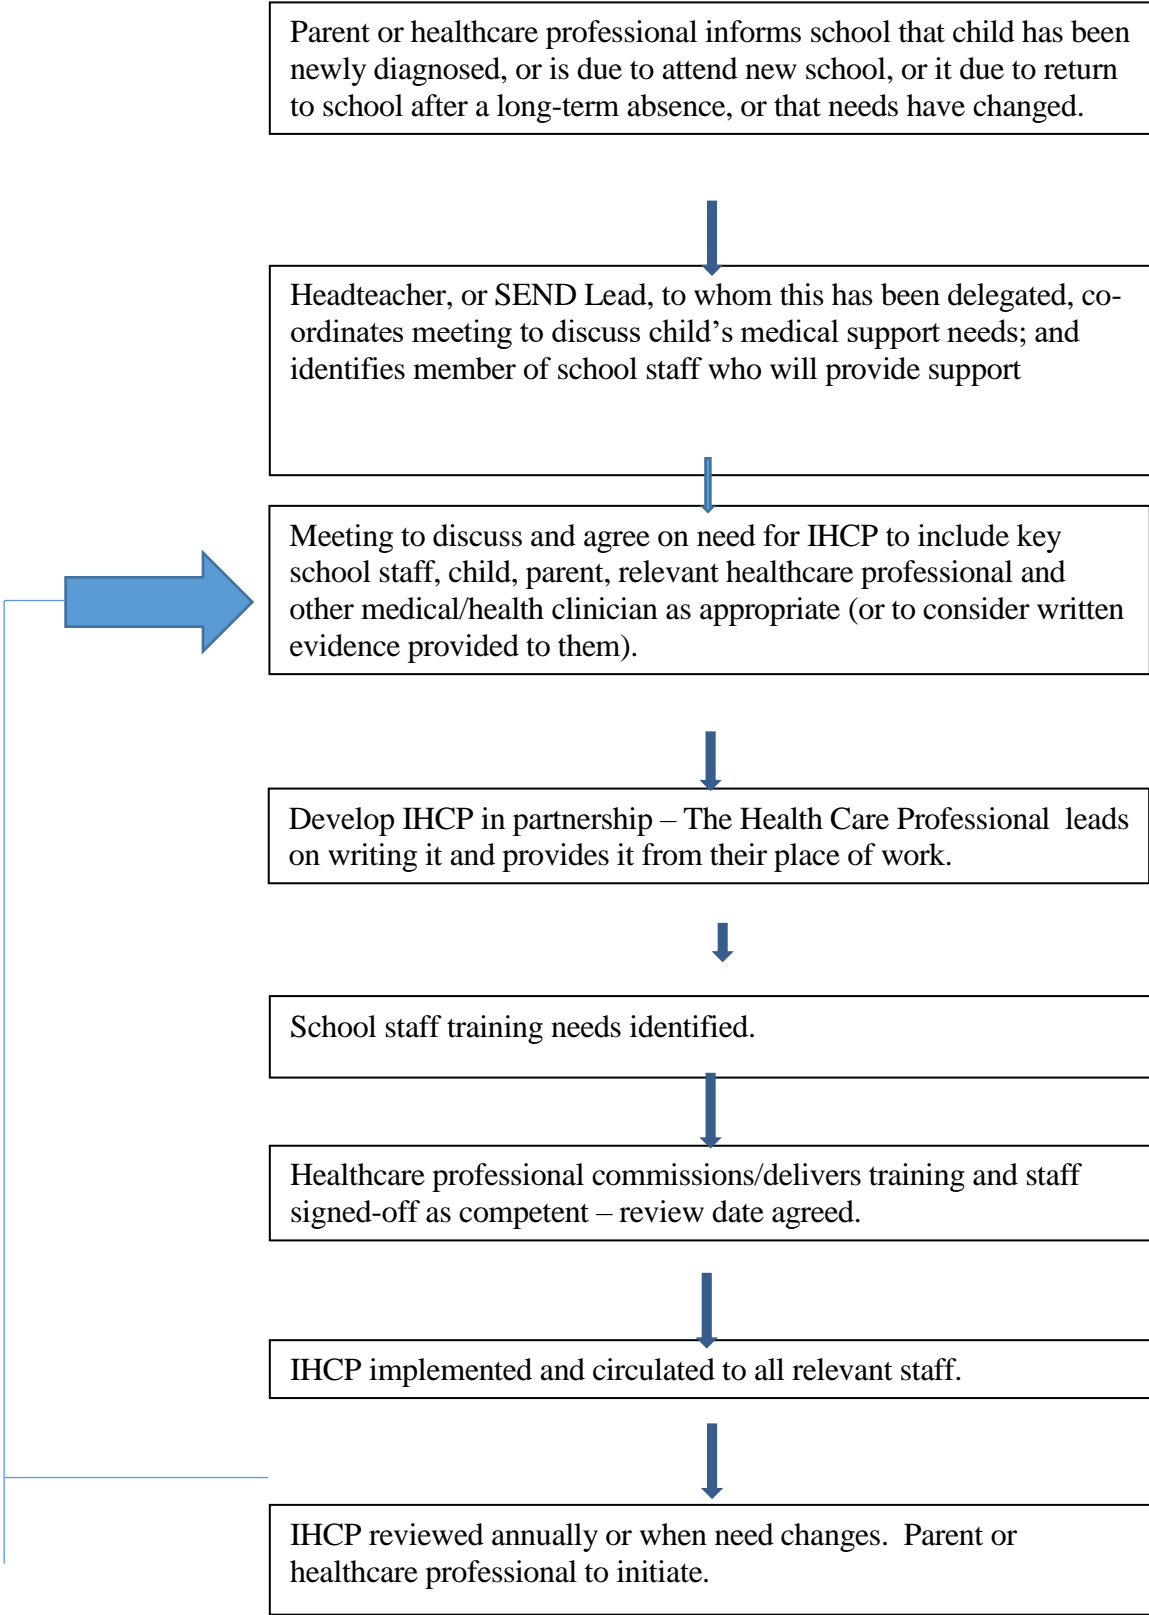 Parent or healthcare professional informs school that child has been
newly diagnosed, or is due to attend new school, or it due to return
to school after a long-term absence, or that needs have changed.
Headteacher, or SEND Lead, to whom this has been delegated, co-
ordinates meeting to discuss child’s medical support needs; and
identifies member of school staff who will provide support
Meeting to discuss and agree on need for IHCP to include key
school staff, child, parent, relevant healthcare professional and
other medical/health clinician as appropriate (or to consider written
evidence provided to them).
Develop IHCP in partnership – The Health Care Professional  leads
on writing it and provides it from their place of work.
School staff training needs identified.
Healthcare professional commissions/delivers training and staff
signed-off as competent – review date agreed.
IHCP implemented and circulated to all relevant staff.
IHCP reviewed annually or when need changes.  Parent or
healthcare professional to initiate.